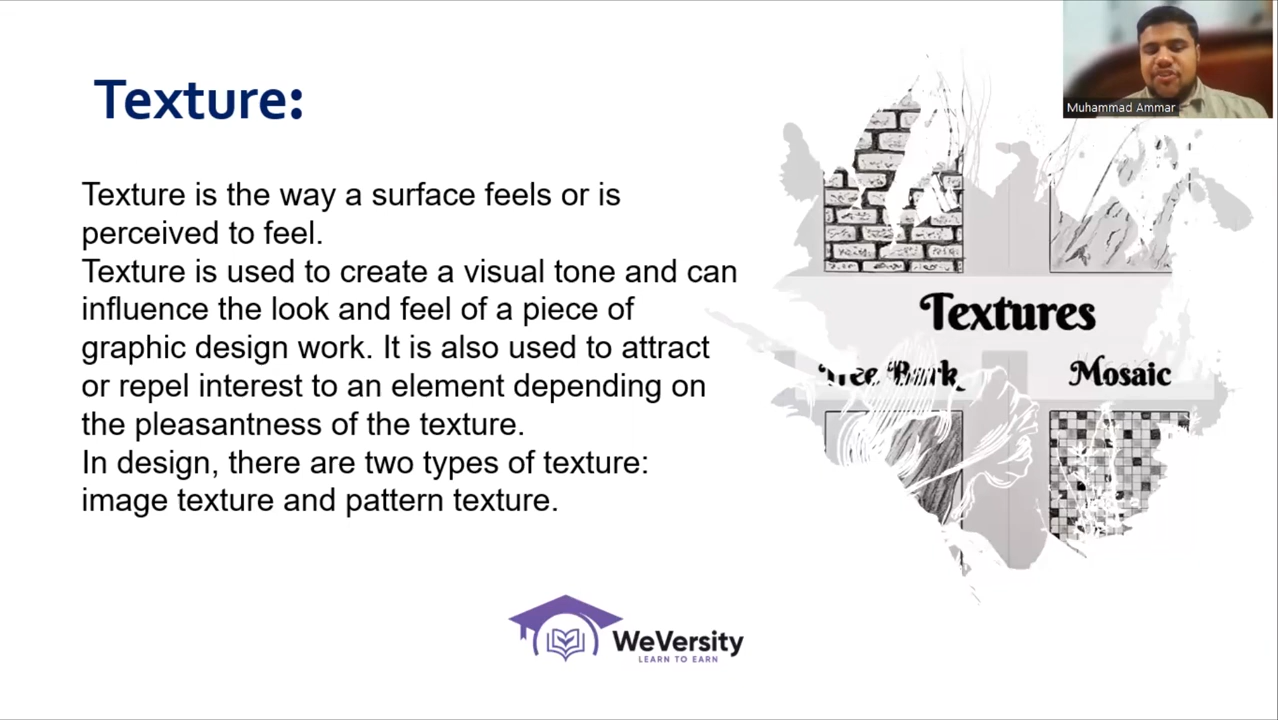 Texture:
Muhammad Ammar
Texture is the way a surface feels or is
perceived to feel.
Texture is used to create a visual tone and can
influence the look and feel of a piece of
graphic design work. It is also used to attract
or repel interest to an element depending on
the pleasantness of the texture.
In design, there are two types of texture:
image texture and pattern texture.
Textures
Tree Bark
Mosaic
WeVersity
LEARN TO EARN